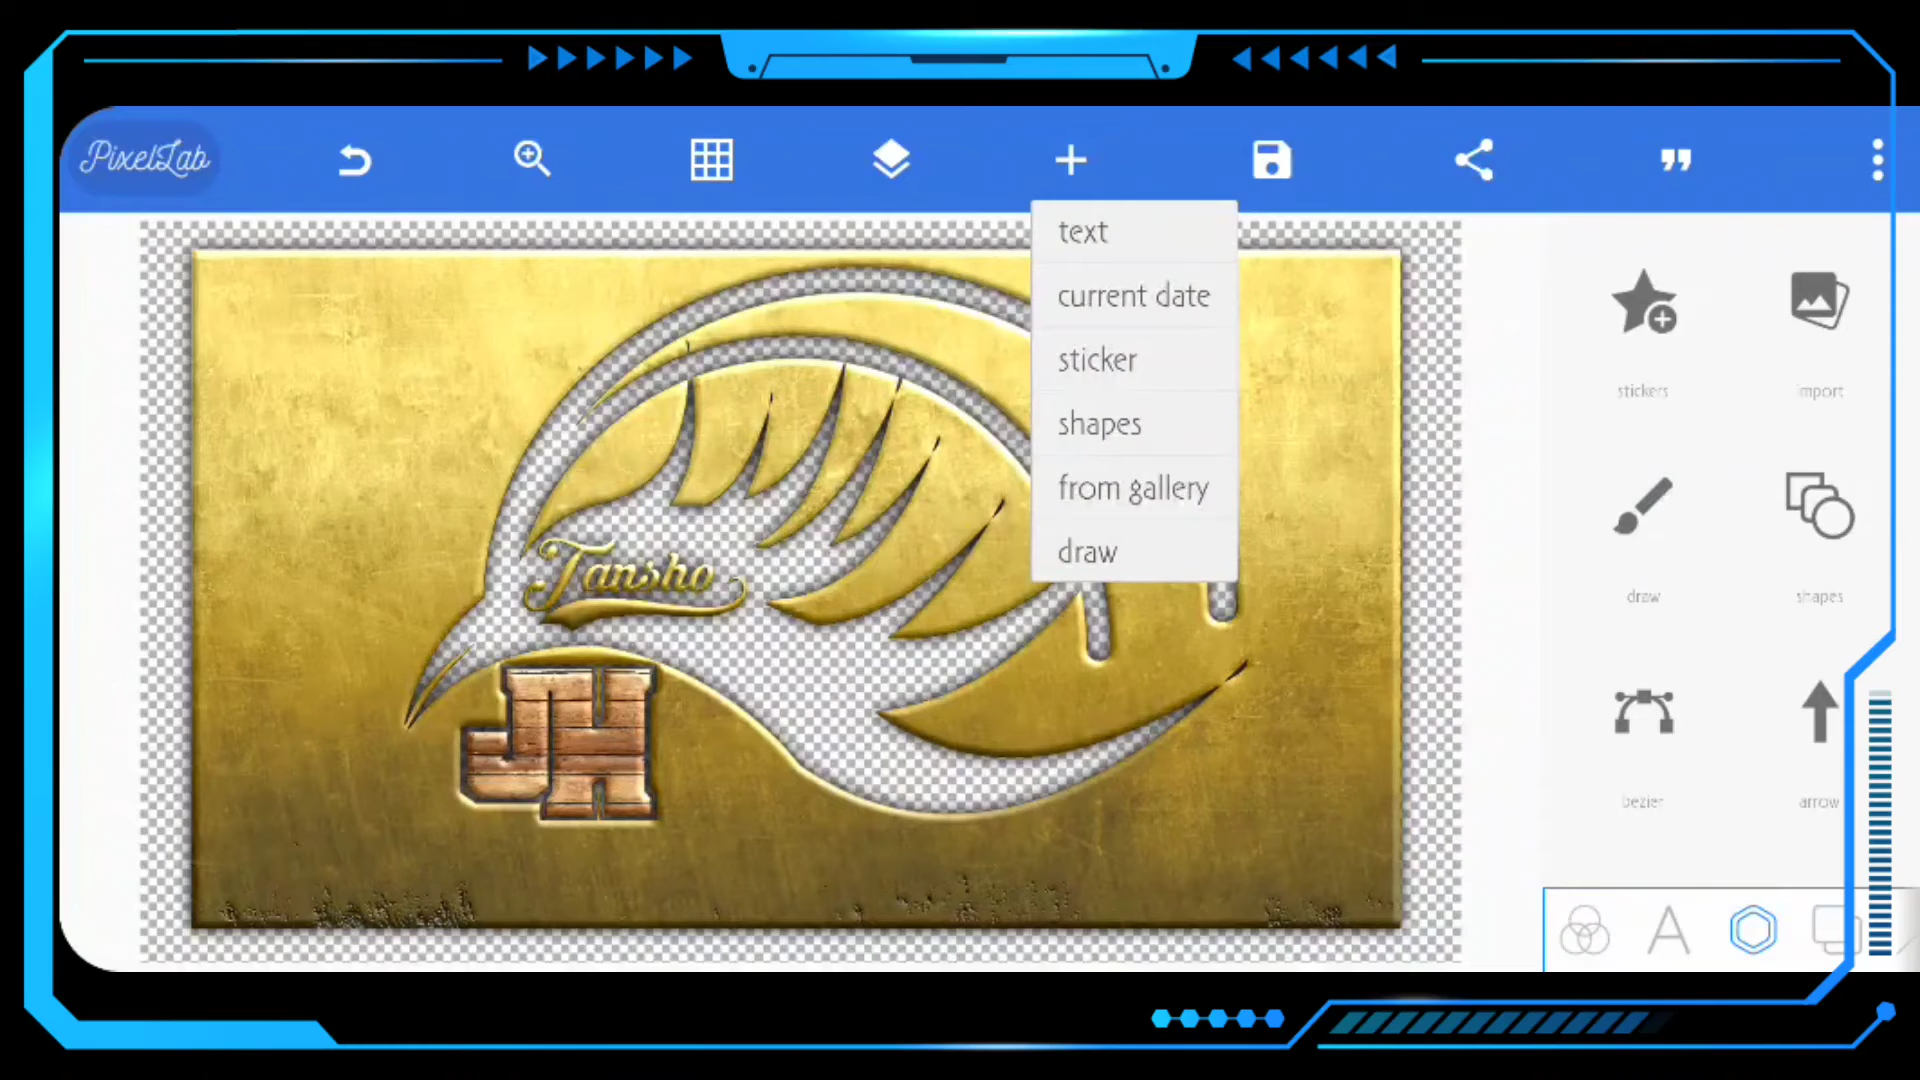 PixelLab
text
current date
sticker
shapes
from gallery
draw
stickers
import
draw
shapes
bezier
arrow
Tansho
JH